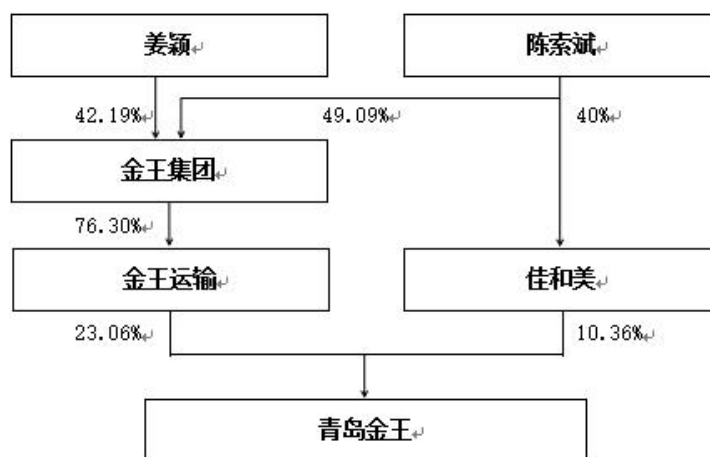 姜颖 陈索斌
42.19% 49.09% 40%
金王集团
76.30%
金王运输 佳和美
23.06% 10.36%
青岛金王